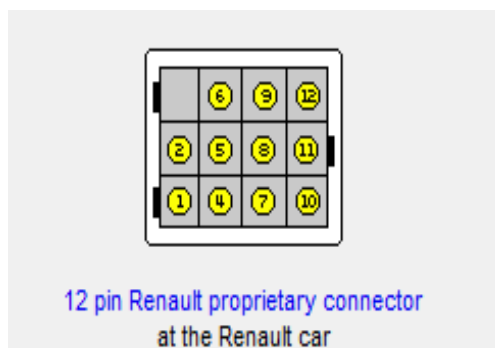 6 9 12
2 5 8 11
1 4 7 10
12 pin Renault proprietary connector
at the Renault car